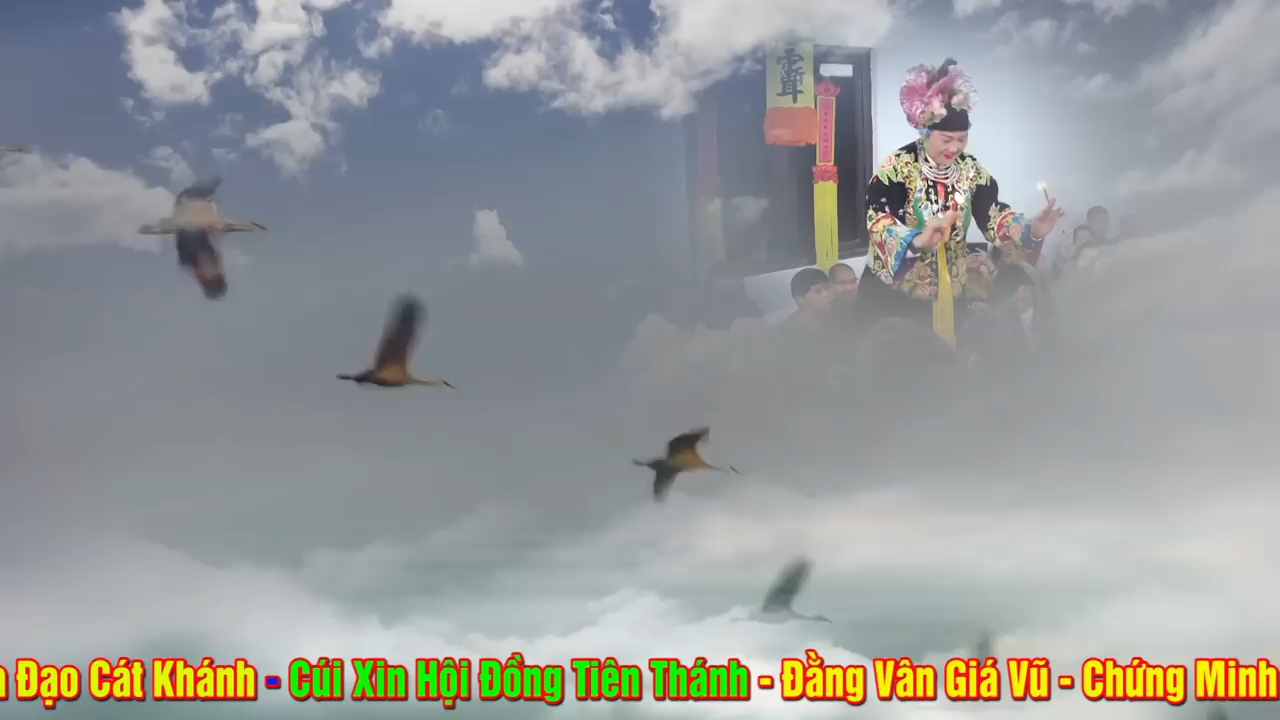 Đạo Cát Khánh - Cúi Xin Hội Đồng Tiên Thánh - Đằng Vân Giá Vũ - Chứng Minh